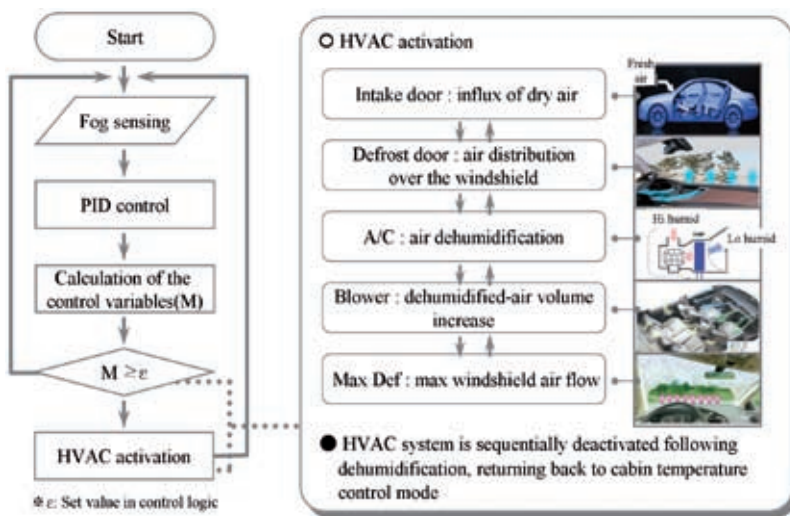 Start
Fog sensing
PID control
Calculation of the
control variables(M)
M ≥ε
HVAC activation
※ ε: Set value in control logic
HVAC activation
Intake door : influx of dry air
Defrost door : air distribution
over the windshield
A/C : air dehumidification
Blower : dehumidified-air volume
increase
Max Def : max windshield air flow
Fresh
air
Hi humid
Lo humid
HVAC system is sequentially deactivated following
dehumidification, returning back to cabin temperature
control mode